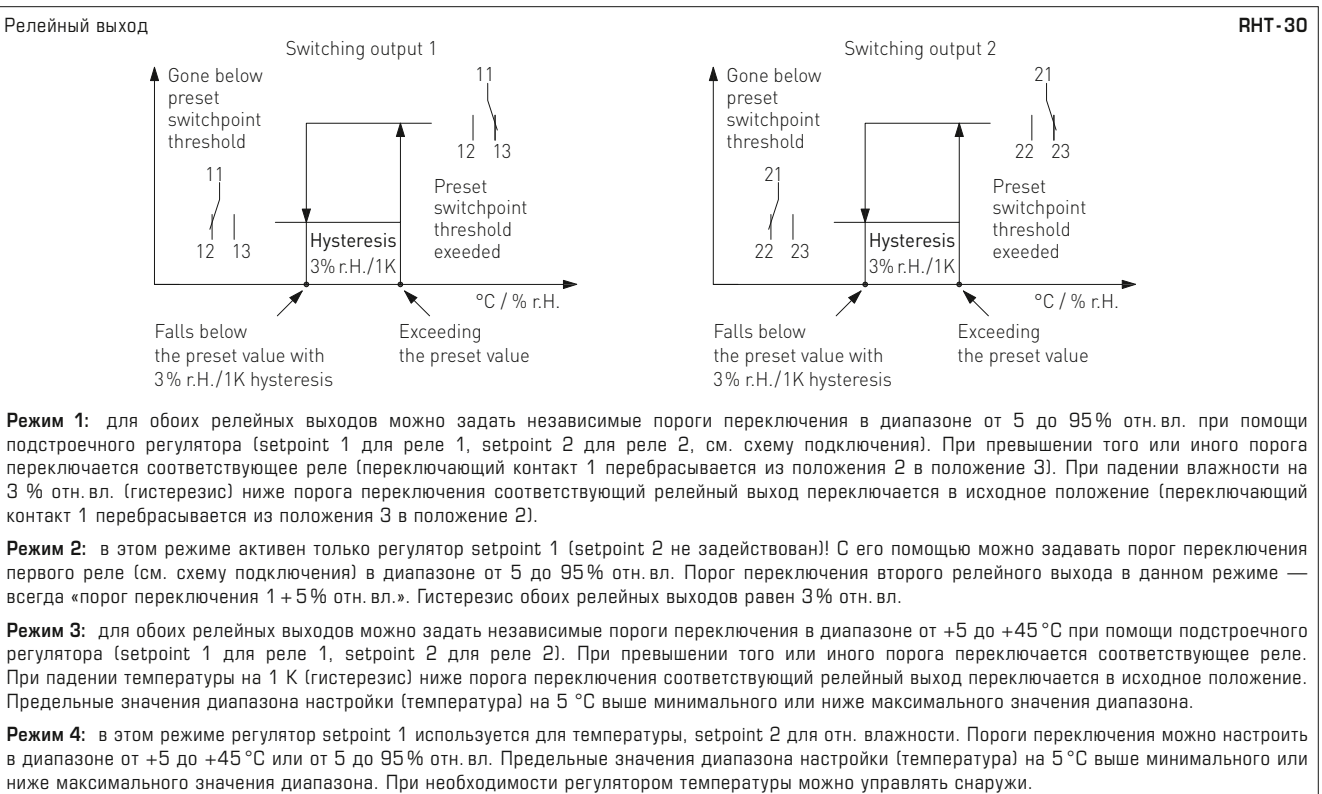 Релейный выход
RHT-30
Switching output 1
Gone below
preset
switchpoint
threshold
11
12 13
11
12 13
Preset
switchpoint
threshold
exeeded
Hysteresis
3% r.H./1K
°C / % r.H.
Falls below
the preset value with
3% r.H./1K hysteresis
Exceeding
the preset value
Switching output 2
Gone below
preset
switchpoint
threshold
21
22 23
21
22 23
Preset
switchpoint
threshold
exeeded
Hysteresis
3% r.H./1K
°C / % r.H.
Falls below
the preset value with
3% r.H./1K hysteresis
Exceeding
the preset value
Режим 1: для обоих релейных выходов можно задать независимые пороги переключения в диапазоне от 5 до 95% отн. вл. при помощи
подстроечного регулятора (setpoint 1 для реле 1, setpoint 2 для реле 2, см. схему подключения). При превышении того или иного порога
переключается соответствующее реле (переключающий контакт 1 перебрасывается из положения 2 в положение 3). При падении влажности на
3 % отн. вл. (гистерезис) ниже порога переключения соответствующий релейный выход переключается в исходное положение (переключающий
контакт 1 перебрасывается из положения 3 в положение 2).
Режим 2: в этом режиме активен только регулятор setpoint 1 (setpoint 2 не задействован)! С его помощью можно задавать порог переключения
первого реле (см. схему подключения) в диапазоне от 5 до 95% отн. вл. Порог переключения второго релейного выхода в данном режиме —
всегда «порог переключения 1 + 5% отн. вл.». Гистерезис обоих релейных выходов равен 3% отн. вл.
Режим 3: для обоих релейных выходов можно задать независимые пороги переключения в диапазоне от +5 до +45°C при помощи подстроечного
регулятора (setpoint 1 для реле 1, setpoint 2 для реле 2). При превышении того или иного порога переключается соответствующее реле.
При падении температуры на 1 К (гистерезис) ниже порога переключения соответствующий релейный выход переключается в исходное положение.
Предельные значения диапазона настройки (температура) на 5 °C выше минимального или ниже максимального значения диапазона.
Режим 4: в этом режиме регулятор setpoint 1 используется для температуры, setpoint 2 для отн. влажности. Пороги переключения можно настроить
в диапазоне от +5 до +45°C или от 5 до 95% отн. вл. Предельные значения диапазона настройки (температура) на 5°C выше минимального или
ниже максимального значения диапазона. При необходимости регулятором температуры можно управлять снаружи.